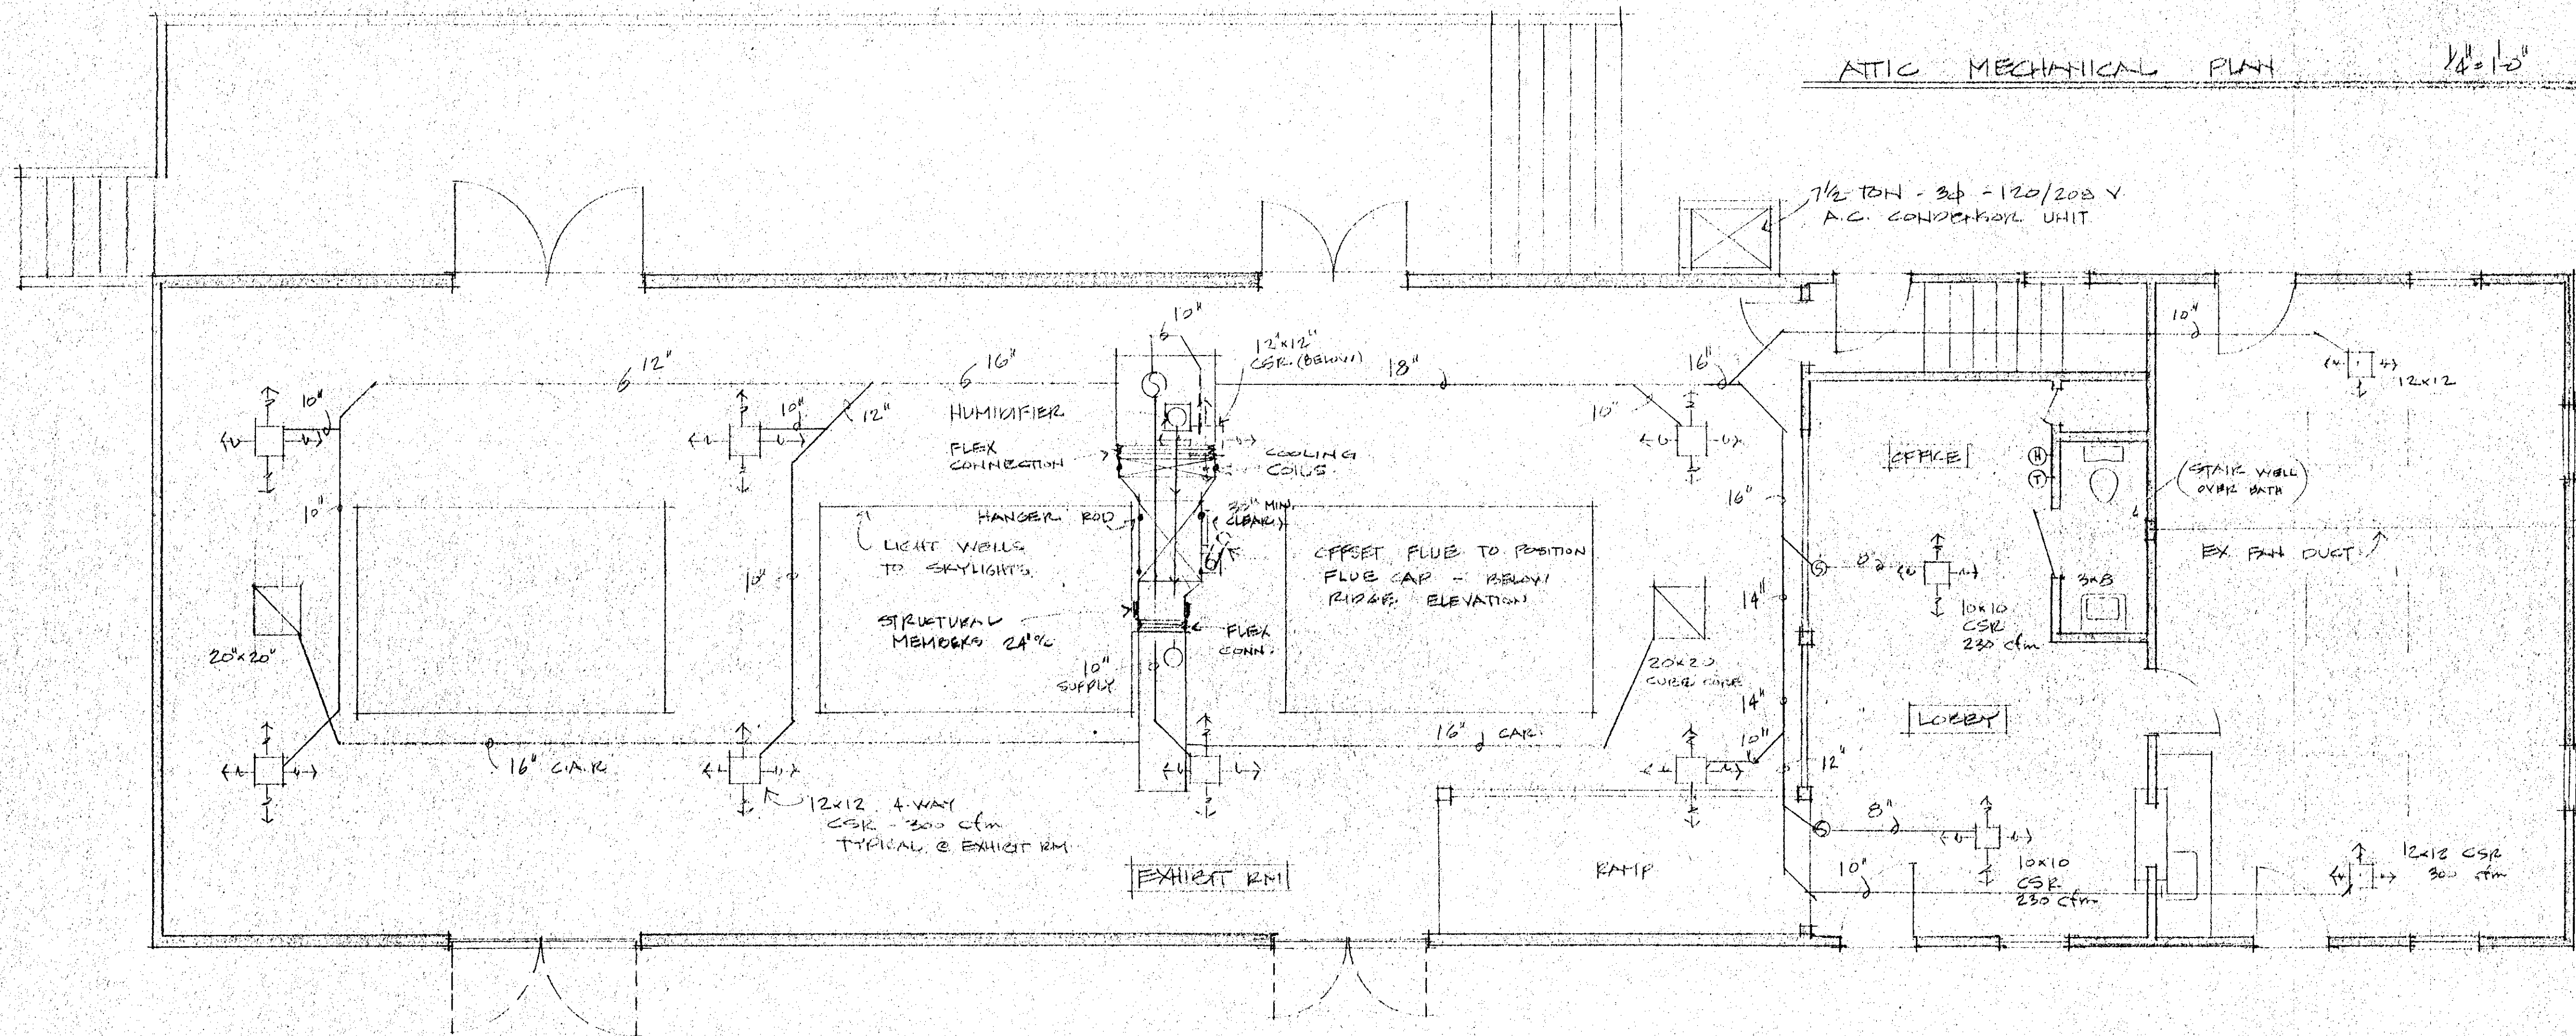 ATTIC MECHANICAL PLAN 1/4"=1'-0"
7 1/2 TON - 3φ - 120/208 V.
A.C. CONDENSOR UNIT
10"
12"x12"
CSR (BELOW)
12"
16"
18"
16"
10"
12x12
10"
10"
12"
HUMIDIFIER
10"
FLEX
CONNECTION
COOLING
COILS
OFFICE
H
T
(STAIR WELL
OVER BATH)
10"
HANGER ROD
30" MIN.
(CLEAR)
16"
LIGHT WELLS
TO SKYLIGHTS
OFFSET FLUE TO POSITION
FLUE CAP - BELOW
RIDGE ELEVATION
EX. FAN DUCT
10"
6"
8"
3x8
14"
10x10
CSR
230 cfm
STRUCTURAL
MEMBERS 24" o/c
FLEX
CONN.
20"x20"
10"
SUPPLY
20x20
14"
LOBBY
16" CAR
10"
16" C.A.R.
12"
12x12 4-WAY
CSR - 300 cfm
TYPICAL @ EXHIBIT RM
8"
EXHIBIT RM
RAMP
10"
10x10
CSR
230 cfm
12x12 CSR
300 cfm